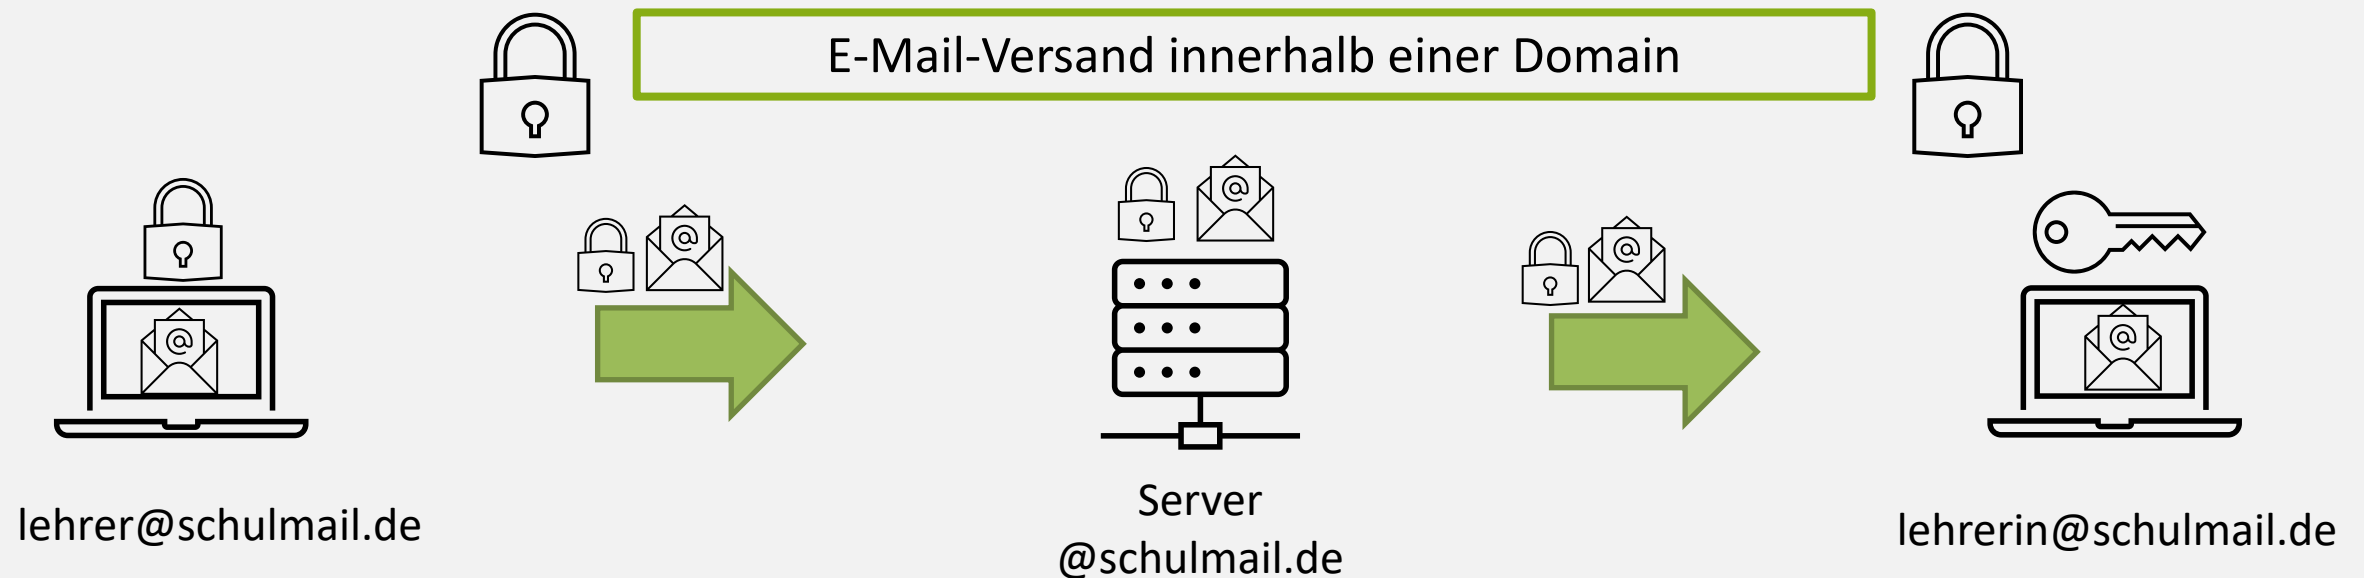 E-Mail-Versand innerhalb einer Domain
lehrer@schulmail.de
Server
@schulmail.de
lehrerin@schulmail.de